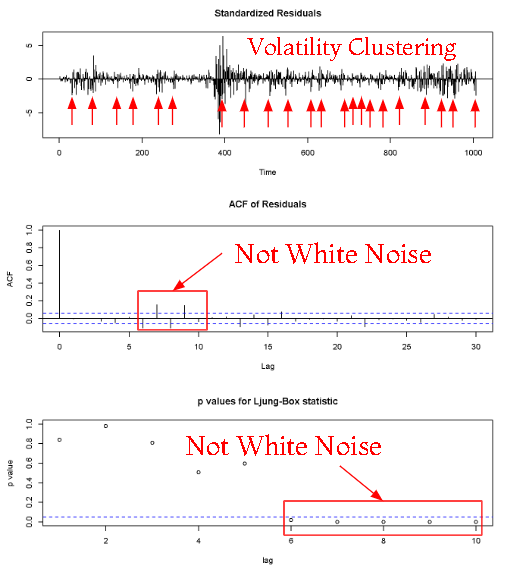 Standardized Residuals
Volatility Clustering
5
0
-5
0 200 400 600 800 1000
Time
ACF of Residuals
Not White Noise
ACF
1.0
0.8
0.6
0.4
0.2
0.0
0 5 10 15 20 25 30
Lag
p values for Ljung-Box statistic
Not White Noise
p value
1.0
0.8
0.6
0.4
0.2
0.0
2 4 6 8 10
lag